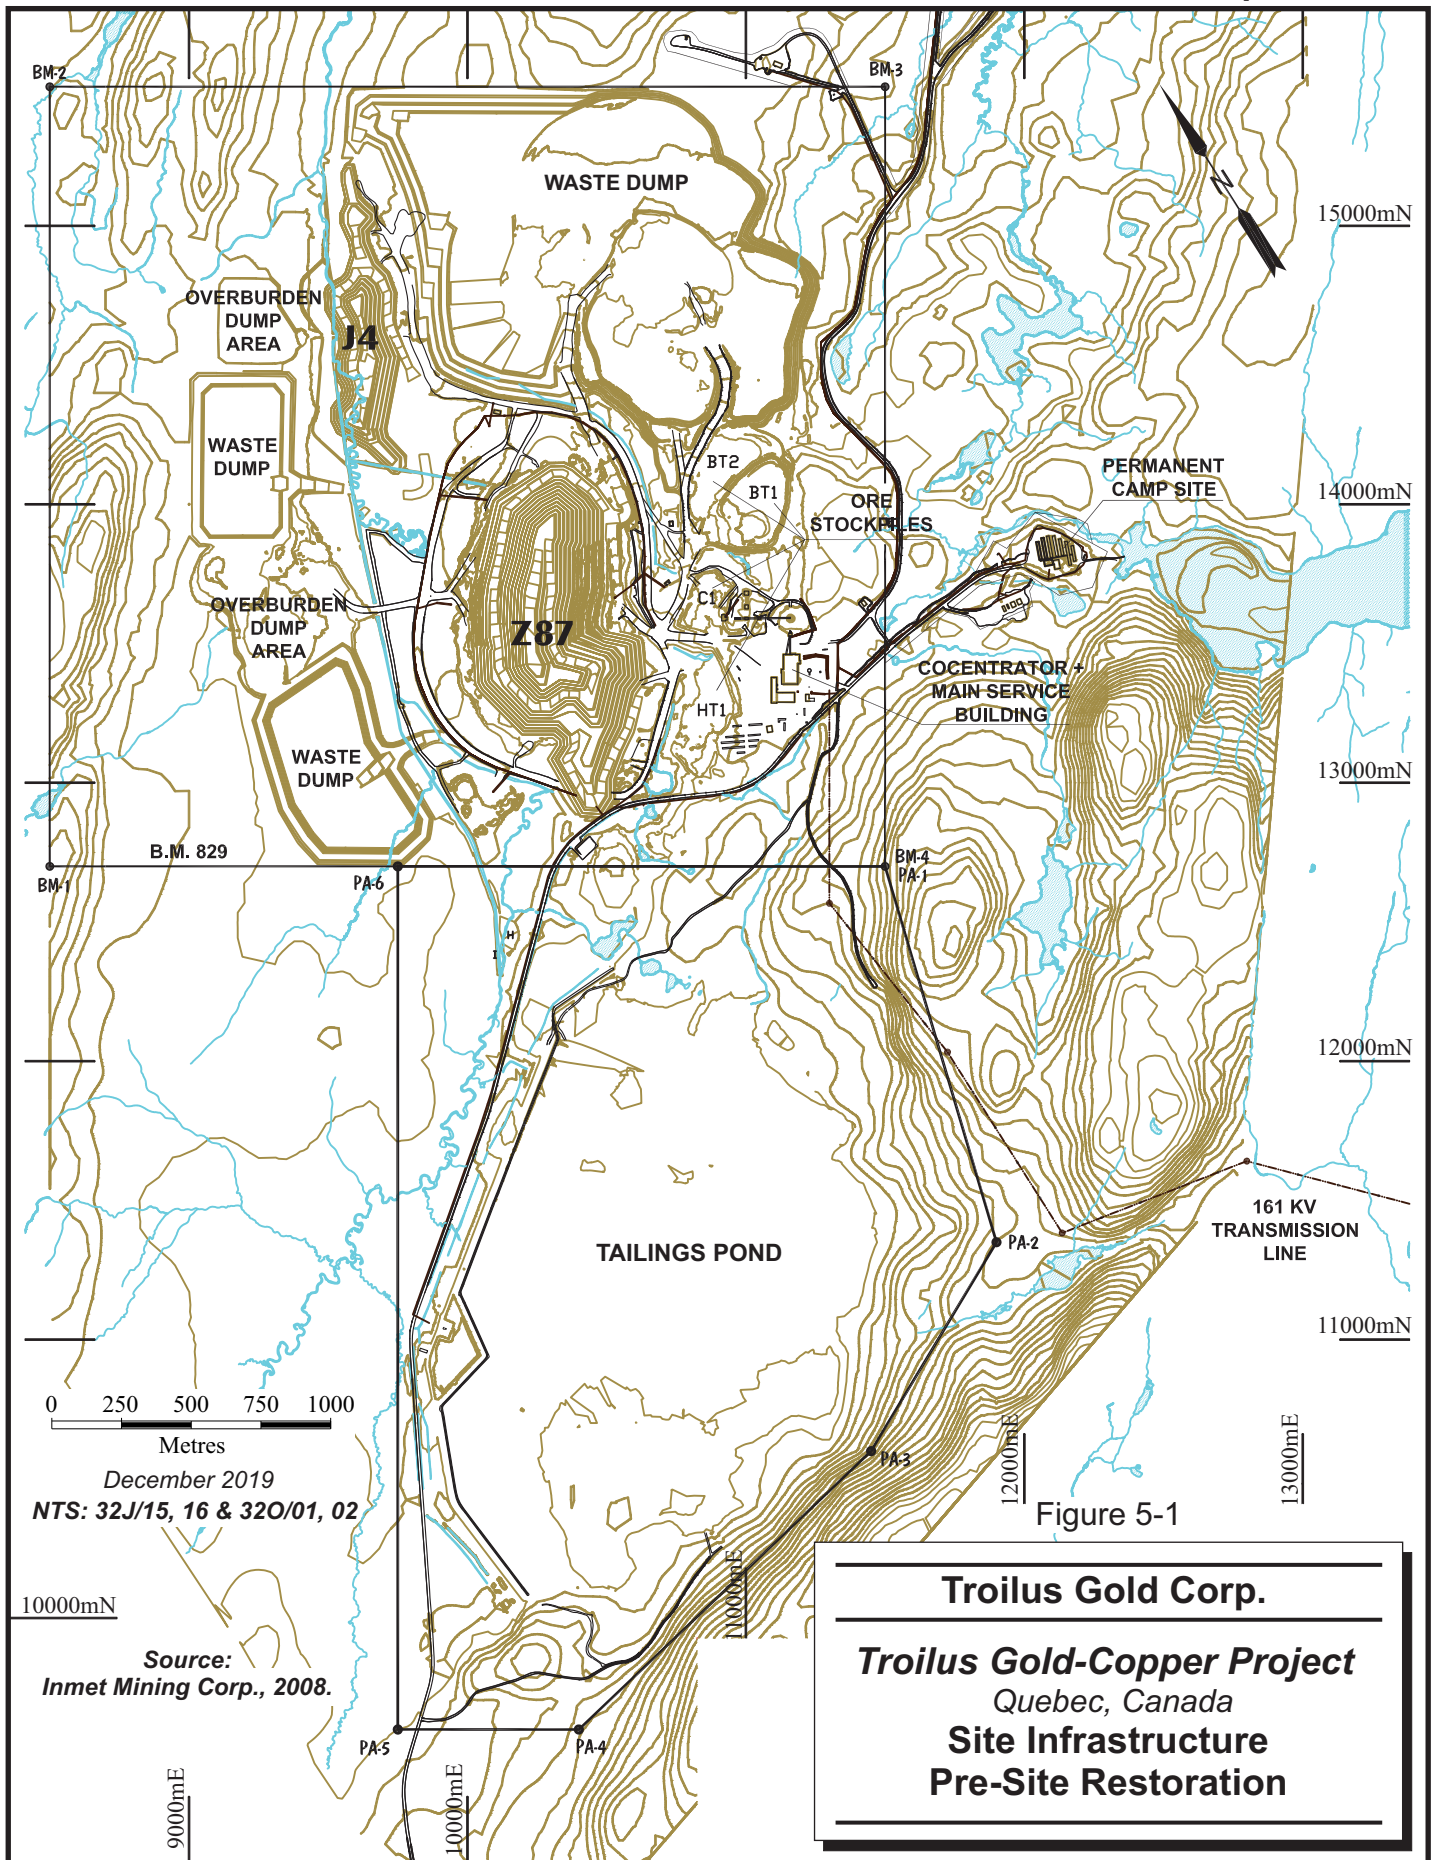 BM-2
BM-3
WASTE DUMP
N
15000mN
OVERBURDEN
DUMP
AREA
J4
WASTE
DUMP
BT2
BT1
ORE
STOCKPILES
PERMANENT
CAMP SITE
14000mN
OVERBURDEN
DUMP
AREA
Z87
C1
HT1
COCENTRATOR +
MAIN SERVICE
BUILDING
WASTE
DUMP
13000mN
B.M. 829
BM-1
PA-6
BM-4
PA-1
H
I
12000mN
161 KV
TRANSMISSION
LINE
TAILINGS POND
PA-2
11000mN
0 250 500 750 1000
Metres
December 2019
NTS: 32J/15, 16 & 32O/01, 02
PA-3
12000mE
13000mE
Figure 5-1
11000mE
10000mN
Source:
Inmet Mining Corp., 2008.
PA-5
PA-4
9000mE
10000mE
Troilus Gold Corp.
Troilus Gold-Copper Project
Quebec, Canada
Site Infrastructure
Pre-Site Restoration